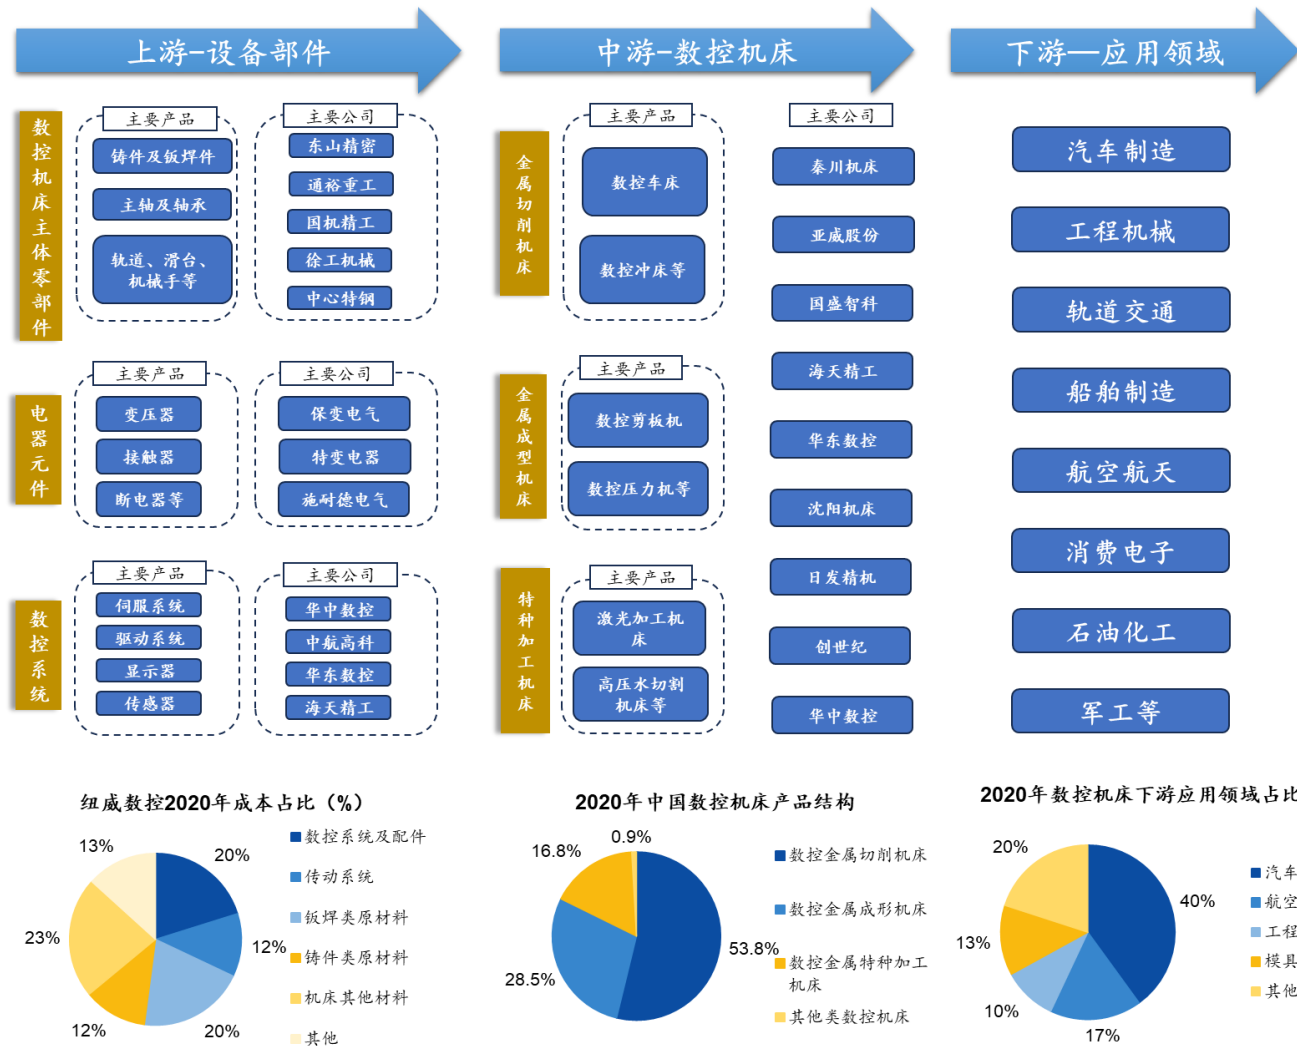 上游-设备部件
中游-数控机床
下游—应用领域
数控机床主体零部件
主要产品
铸件及钣焊件
主轴及轴承
轨道、滑台、
机械手等
主要公司
东山精密
通裕重工
国机精工
徐工机械
中心特钢
电器元件
主要产品
变压器
接触器
断电器等
主要公司
保变电气
特变电器
施耐德电气
数控系统
主要产品
伺服系统
驱动系统
显示器
传感器
主要公司
华中数控
中航高科
华东数控
海天精工
金属切削机床
主要产品
数控车床
数控冲床等
金属成型机床
主要产品
数控剪板机
数控压力机等
特种加工机床
主要产品
激光加工机
床
高压水切割
机床等
主要公司
秦川机床
亚威股份
国盛智科
海天精工
华东数控
沈阳机床
日发精机
创世纪
华中数控
汽车制造
工程机械
轨道交通
船舶制造
航空航天
消费电子
石油化工
军工等
纽威数控2020年成本占比（%）
13%
20%
23%
12%
12%
20%
数控系统及配件
传动系统
钣焊类原材料
铸件类原材料
机床其他材料
其他
2020年中国数控机床产品结构
0.9%
16.8%
53.8%
28.5%
数控金属切削机床
数控金属成形机床
数控金属特种加工
机床
其他类数控机床
2020年数控机床下游应用领域占比
20%
40%
13%
10%
17%
汽车
航空
工程
模具
其他